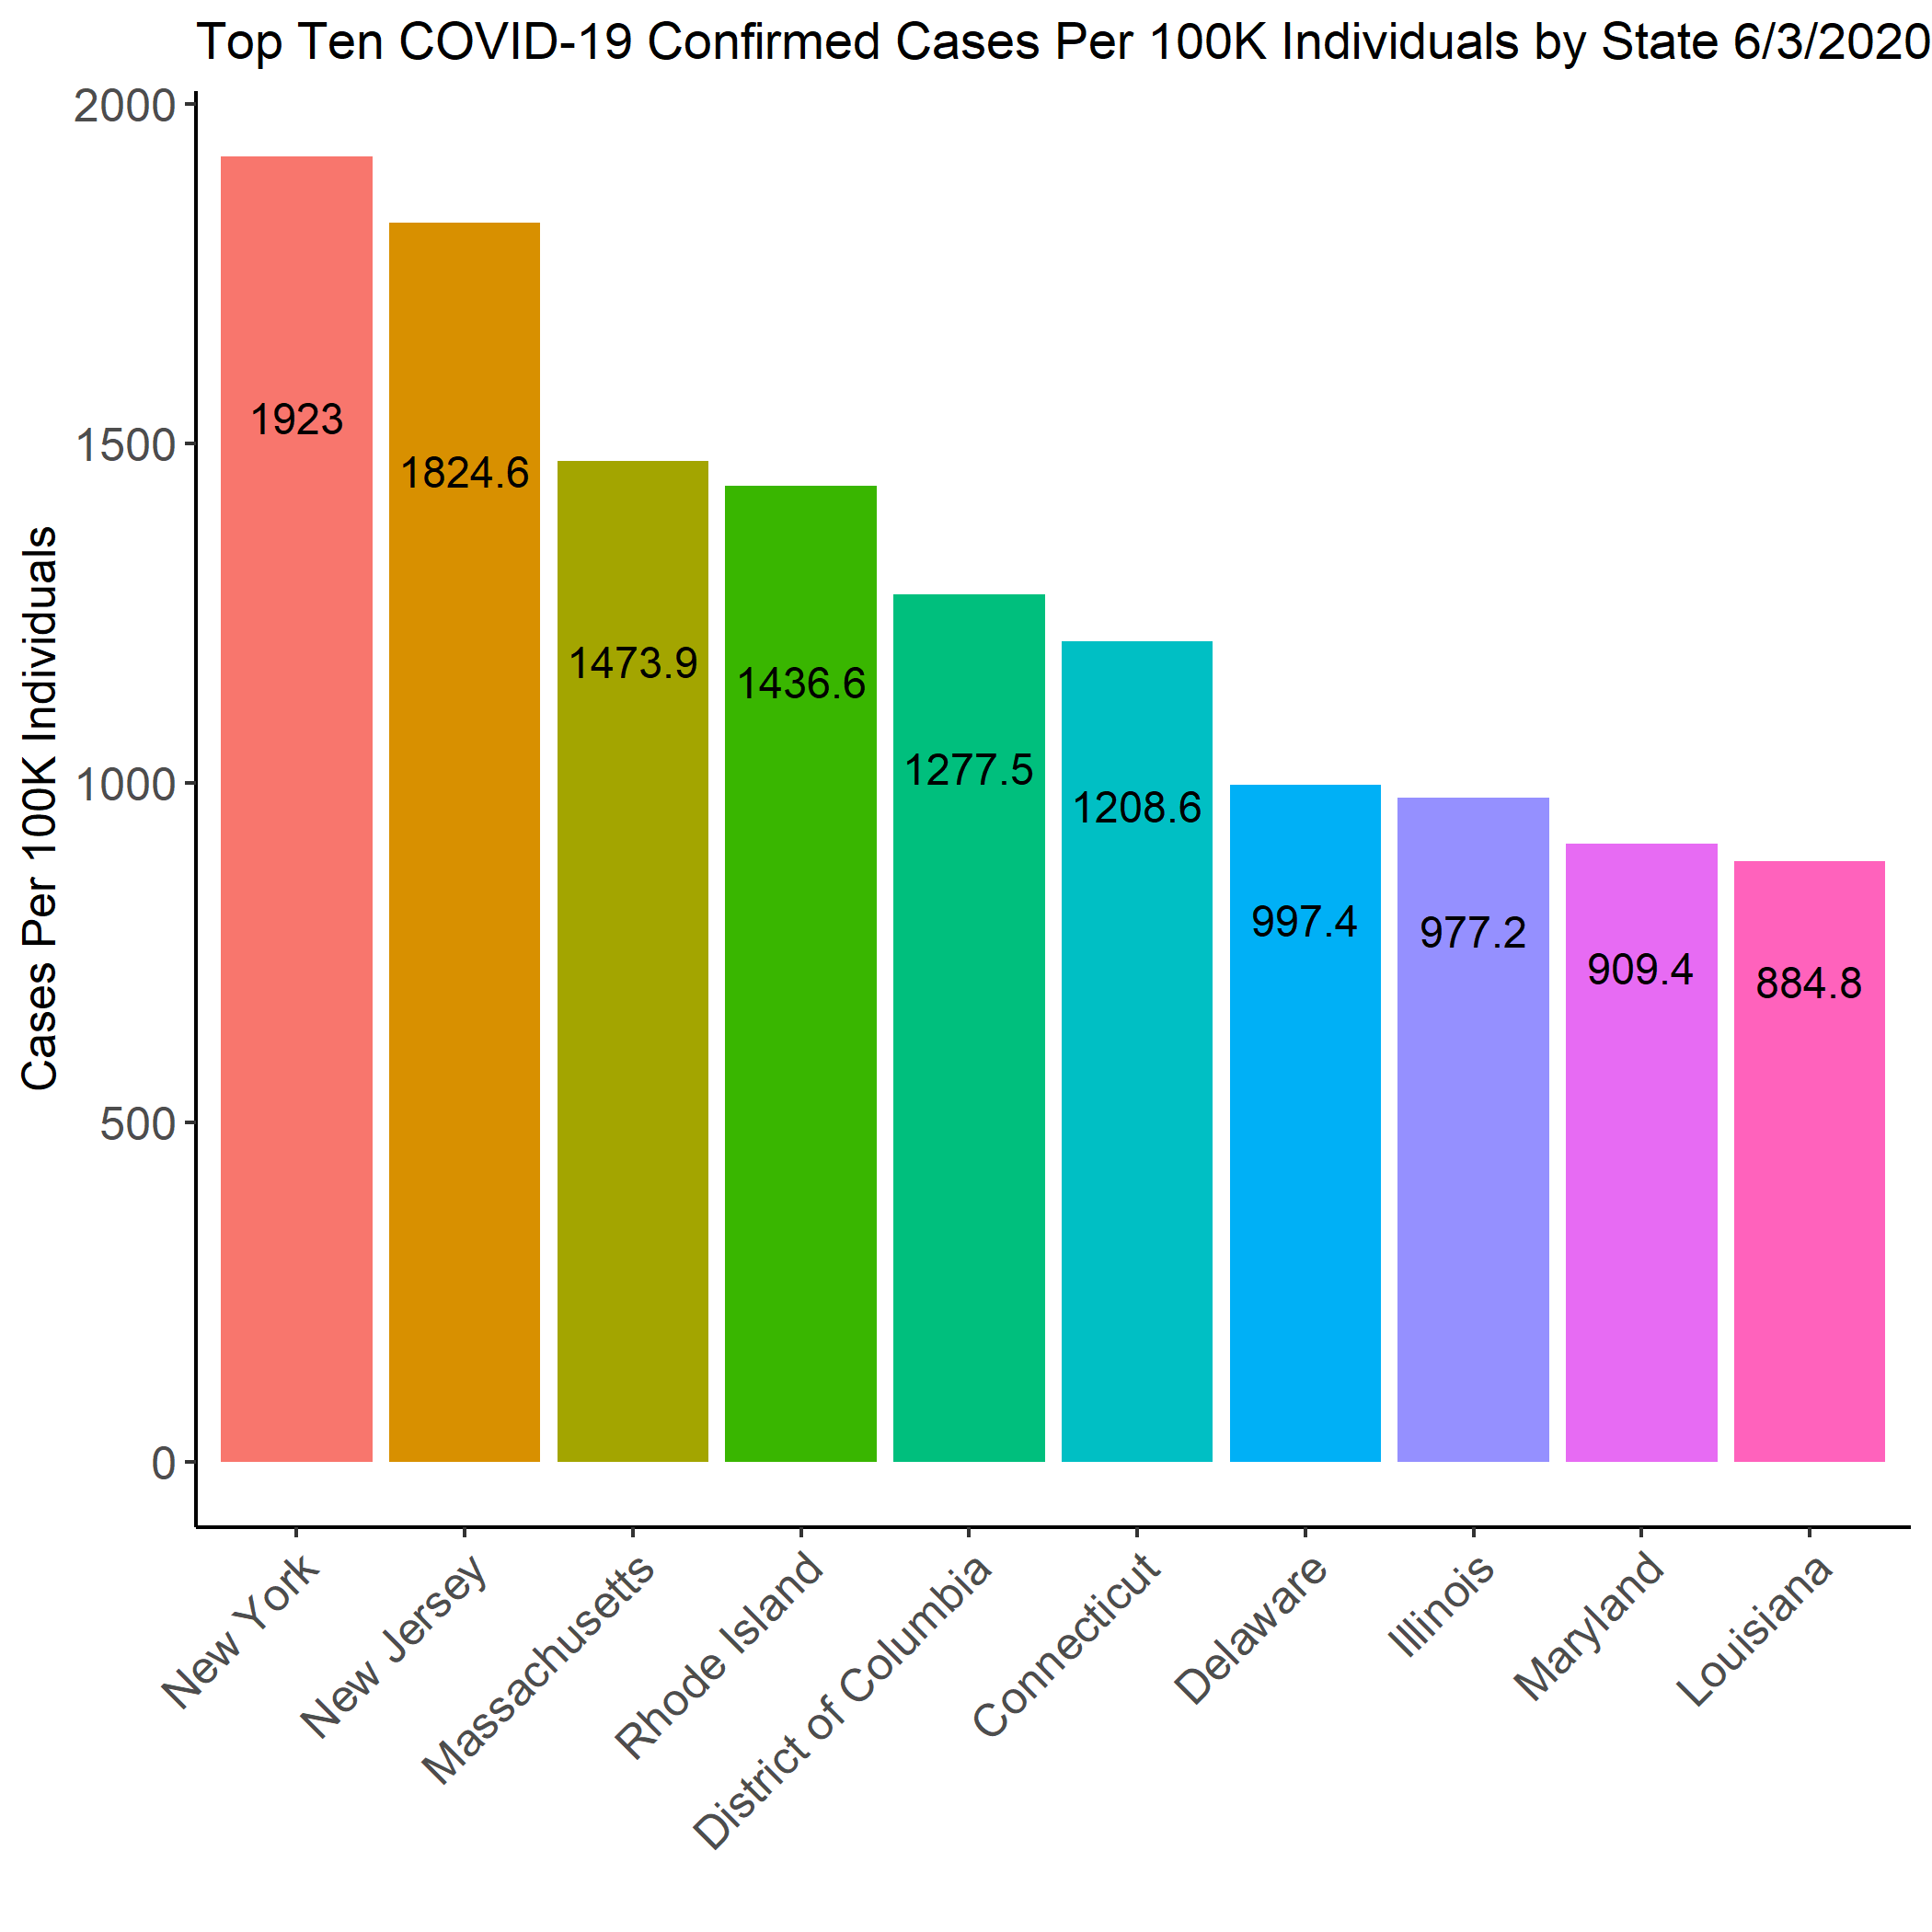 Top Ten COVID-19 Confirmed Cases Per 100K Individuals by State 6/3/2020
Cases Per 100K Individuals
2000
1500
1000
500
0
1923
1824.6
1473.9
1436.6
1277.5
1208.6
997.4
977.2
909.4
884.8
New York
New Jersey
Massachusetts
Rhode Island
District of Columbia
Connecticut
Delaware
Illinois
Maryland
Louisiana